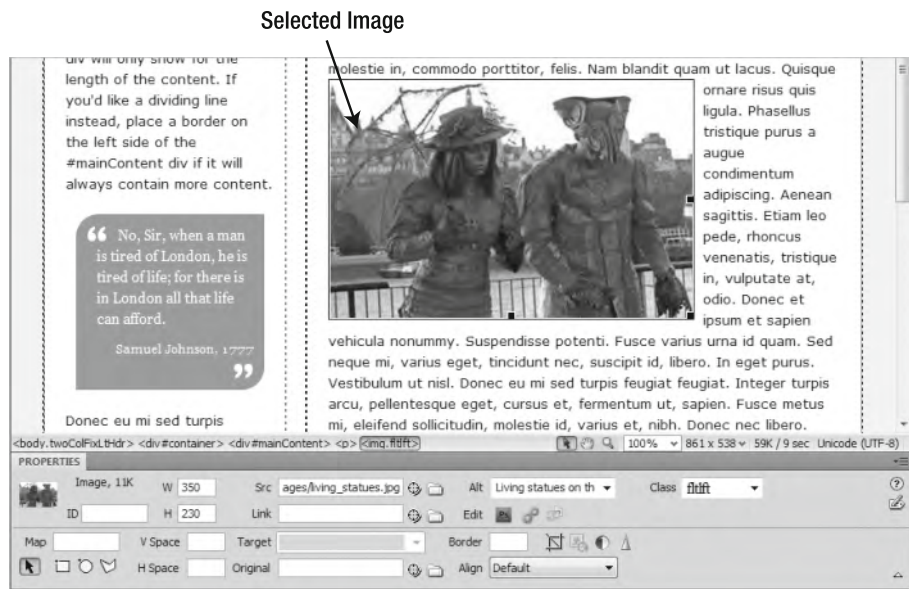 Selected Image
div will only show for the
length of the content. If
you'd like a dividing line
instead, place a border on
the left side of the
#mainContent div if it will
always contain more content.
“ No, Sir, when a man
is tired of London, he is
tired of life; for there is
in London all that life
can afford.
Samuel Johnson, 1777
”
Donec eu mi sed turpis
molestie in, commodo porttitor, felis. Nam blandit quam ut lacus. Quisque
ornare risus quis
ligula. Phasellus
tristique purus a
augue
condimentum
adipiscing. Aenean
sagittis. Etiam leo
pede, rhoncus
venenatis, tristique
in, vulputate at,
odio. Donec et
ipsum et sapien
vehicula nonummy. Suspendisse potenti. Fusce varius urna id quam. Sed
neque mi, varius eget, tincidunt nec, suscipit id, libero. In eget purus.
Vestibulum ut nisl. Donec eu mi sed turpis feugiat feugiat. Integer turpis
arcu, pellentesque eget, cursus et, fermentum ut, sapien. Fusce metus
mi, eleifend sollicitudin, molestie id, varius et, nibh. Donec nec libero.
<body.twoColFixLtHdr> <div#container> <div#mainContent> <p> <img.fltlft> 100% 861 x 538 59K / 9 sec Unicode (UTF-8)
PROPERTIES
Image, 11K W 350 Src ages/living_statues.jpg Alt Living statues on th Class fltlft
ID H 230 Link Edit Ps
Map V Space Target Border
H Space Original Align Default